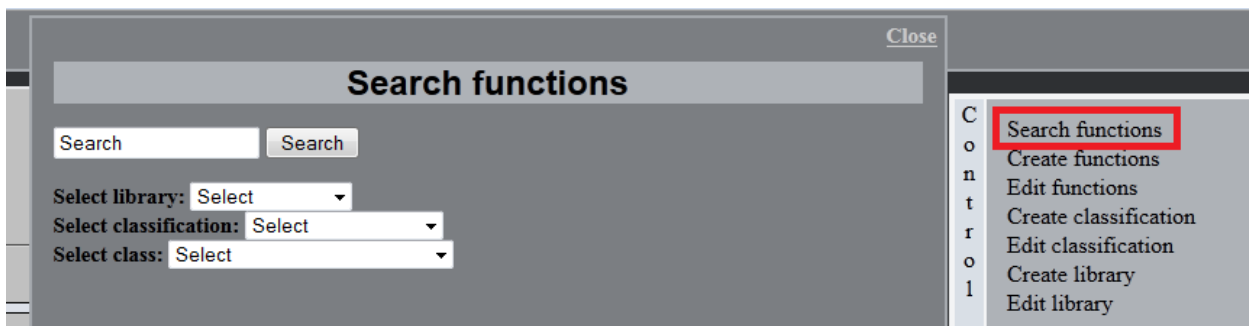 Close
Search functions
Search Search
Select library: Select
Select classification: Select
Select class: Select
Control
Search functions
Create functions
Edit functions
Create classification
Edit classification
Create library
Edit library